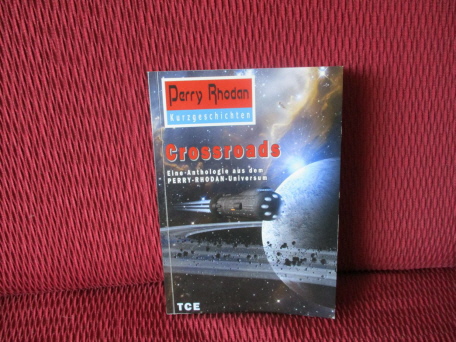 Perry Rhodan
Kurzgeschichten
Crossroads
Eine Anthologie aus dem
PERRY-RHODAN-Universum
TCE